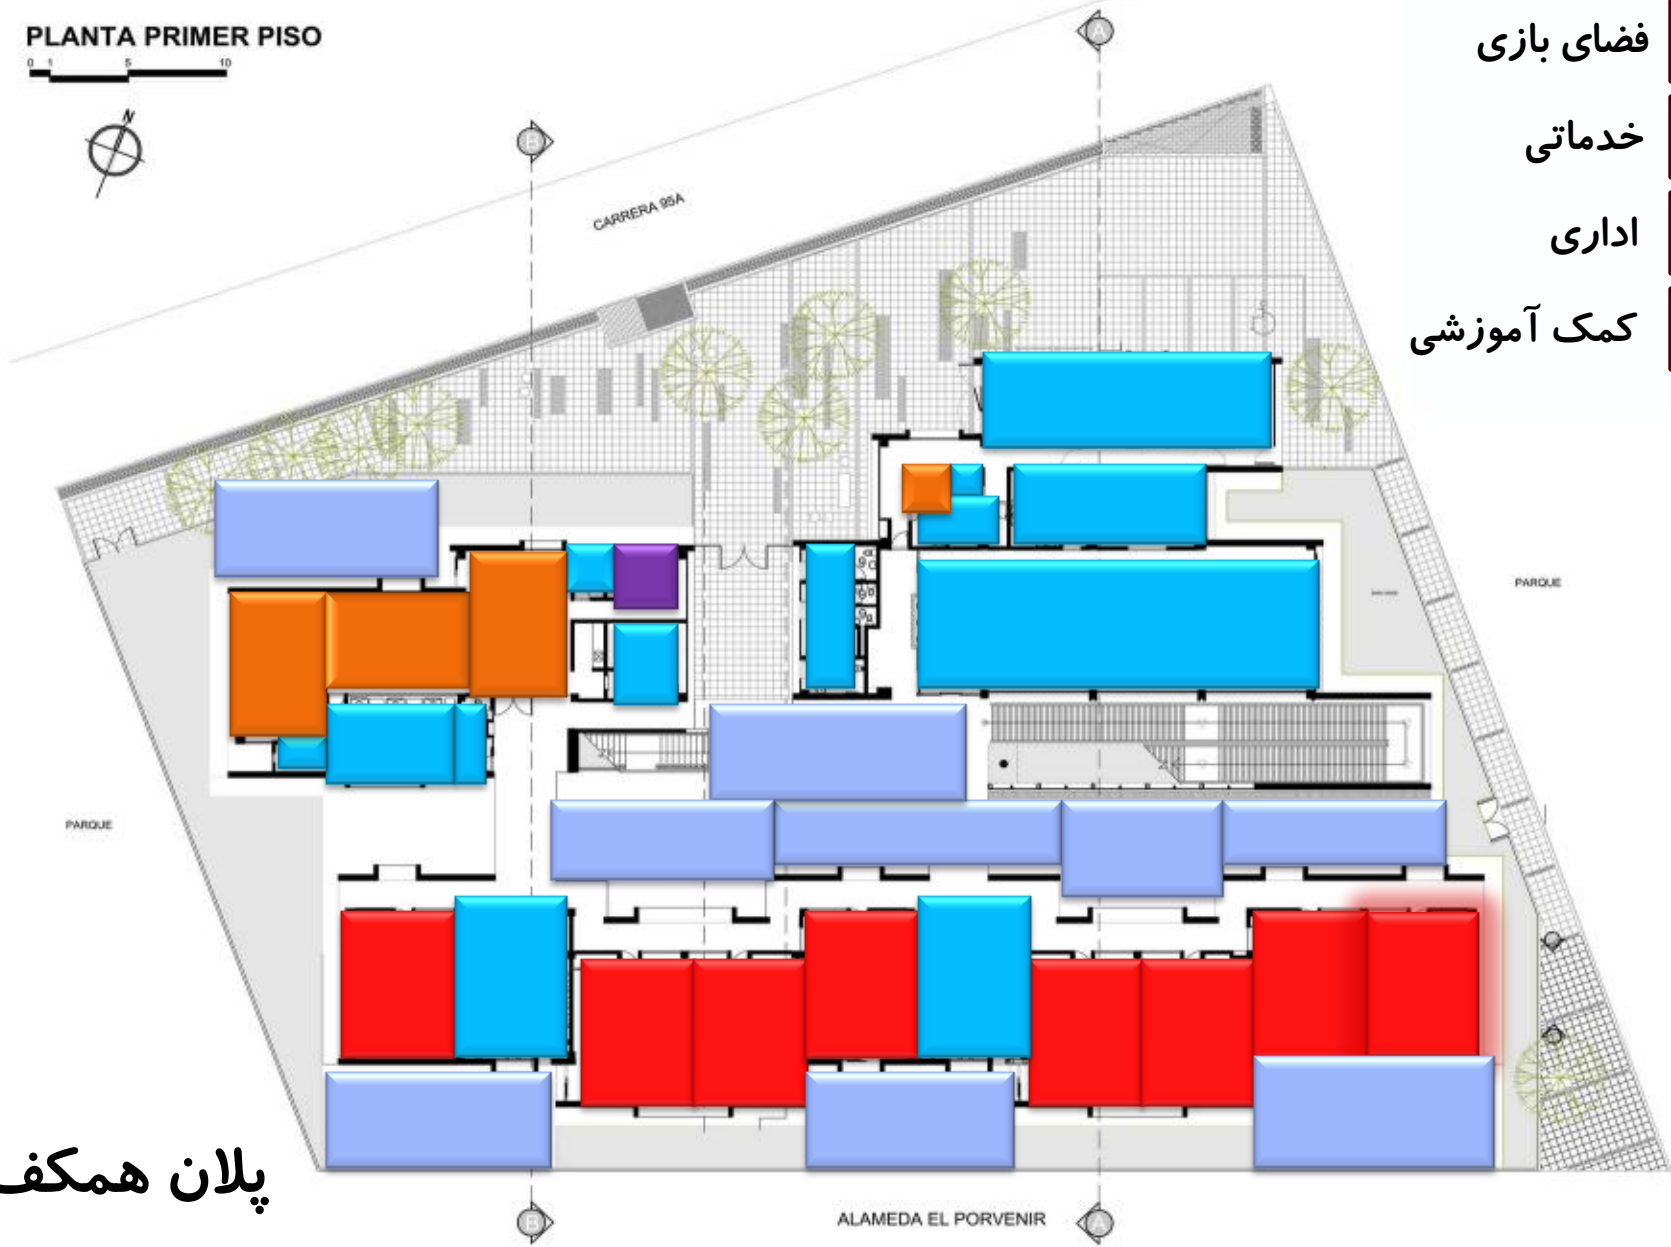 PLANTA PRIMER PISO
0 1 5 10
N
A
B
CARRERA 95A
فضای بازی
خدماتی
اداری
کمک آموزشی
PARQUE
PARQUE
پلان همکف
B
ALAMEDA EL PORVENIR
A